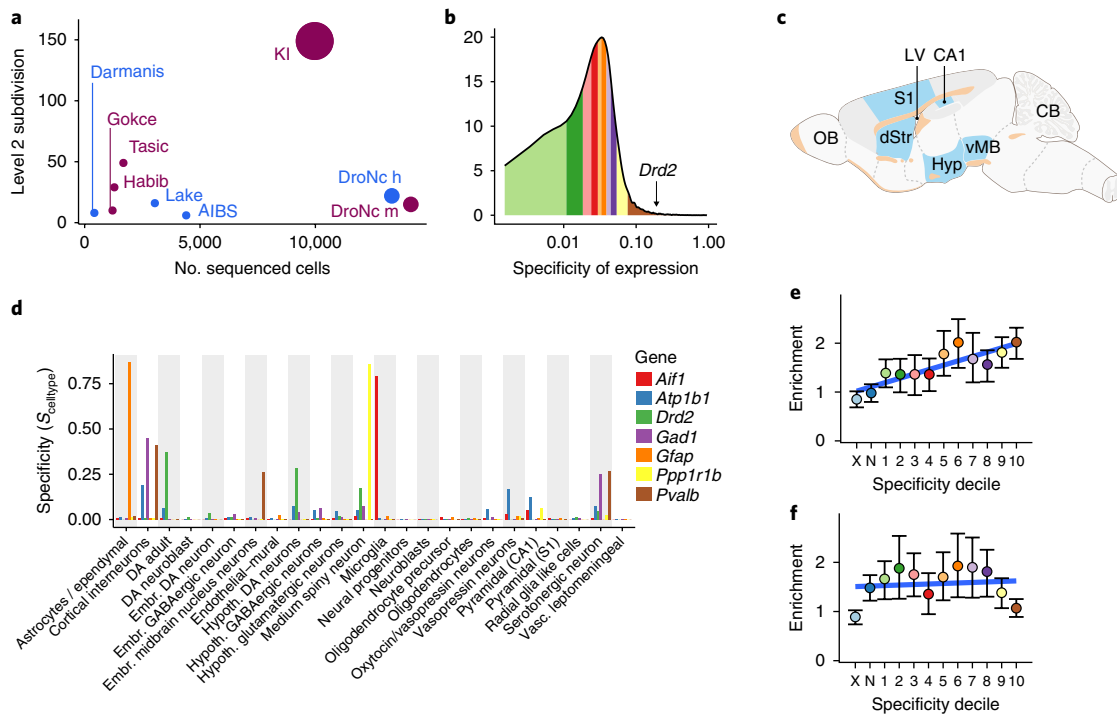 a
Level 2 subdivision
150
100
50
0
KI
Darmanis
Gokce
Tasic
Habib
Lake
AIBS
DroNc h
DroNc m
0
5,000
10,000
No. sequenced cells
b
20
15
10
5
0
Drd2
0.01
0.10
1.00
Specificity of expression
c
LV
CA1
S1
CB
OB
dStr
vMB
Hyp
d
Specificity (Scelltype)
0.75
0.50
0.25
0.00
Gene
Aif1
Atp1b1
Drd2
Gad1
Gfap
Ppp1r1b
Pvalb
Astrocytes / ependymal
Cortical interneurons
DA adult
DA neuroblast
Embr. DA neuron
Embr. GABAergic neuron
Embr. midbrain nucleus neurons
Endothelial–mural
Hypoth. DA neurons
Hypoth. GABAergic neurons
Hypoth. glutamatergic neurons
Medium spiny neuron
Microglia
Neural progenitors
Neuroblasts
Oligodendrocyte precursor
Oligodendrocytes
Oxytocin/vasopressin neurons
Vasopressin neurons
Pyramidal (CA1)
Pyramidal (S1)
Radial glia like cells
Serotonergic neuron
Vasc. leptomeningeal
e
Enrichment
2
1
0
X N 1 2 3 4 5 6 7 8 9 10
Specificity decile
f
Enrichment
2
1
0
X N 1 2 3 4 5 6 7 8 9 10
Specificity decile